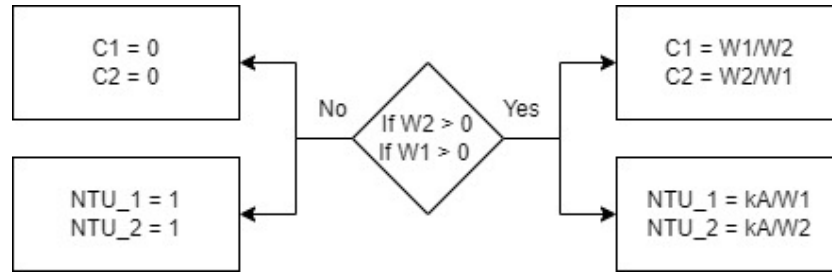 C1 = 0
C2 = 0
C1 = W1/W2
C2 = W2/W1
No
If W2 > 0
If W1 > 0
Yes
NTU_1 = 1
NTU_2 = 1
NTU_1 = kA/W1
NTU_2 = kA/W2